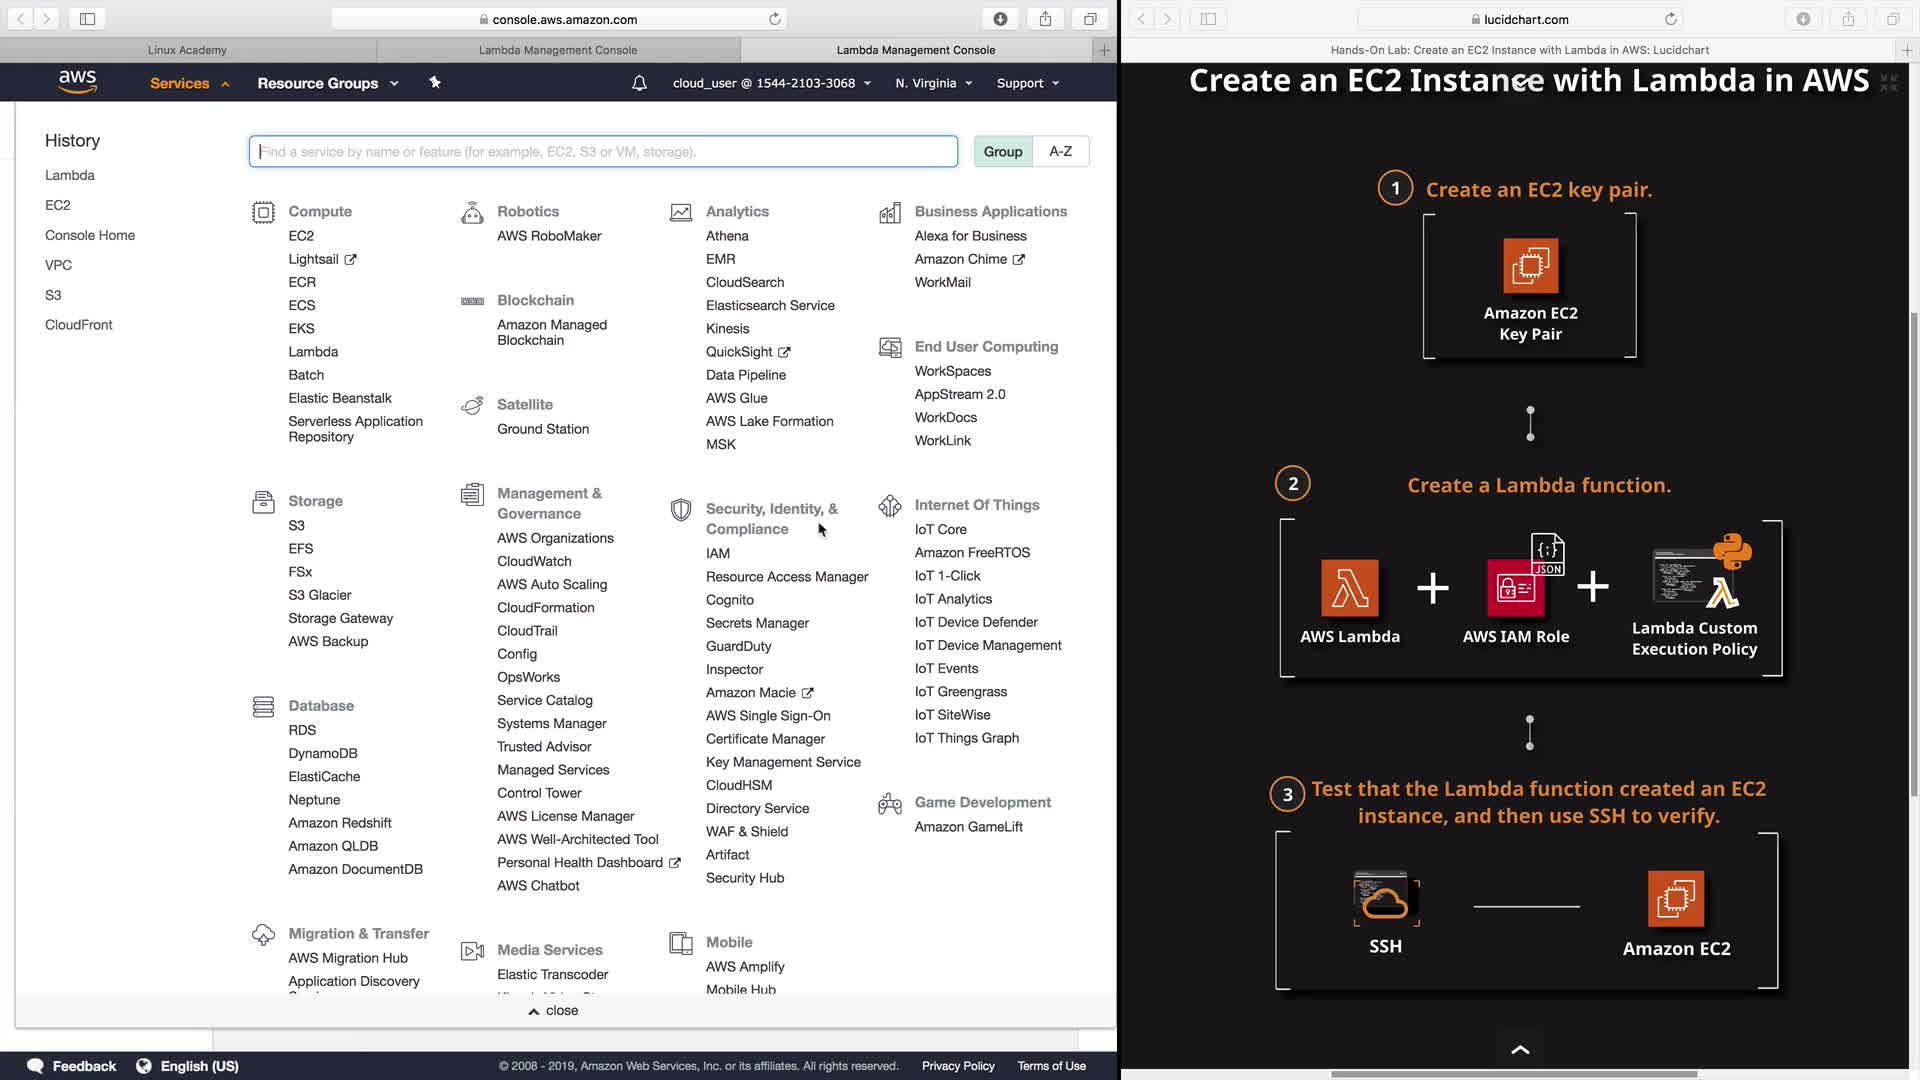 console.aws.amazon.com
Linux Academy
Lambda Management Console
Lambda Management Console
aws
Services
Resource Groups
cloud_user @ 1544-2103-3068
N. Virginia
Support
History
Lambda
EC2
Console Home
VPC
S3
CloudFront
Find a service by name or feature (for example, EC2, S3 or VM, storage).
Group
A-Z
Compute
EC2
Lightsail
ECR
ECS
EKS
Lambda
Batch
Elastic Beanstalk
Serverless Application
Repository
Storage
S3
EFS
FSx
S3 Glacier
Storage Gateway
AWS Backup
Database
RDS
DynamoDB
ElastiCache
Neptune
Amazon Redshift
Amazon QLDB
Amazon DocumentDB
Migration & Transfer
AWS Migration Hub
Application Discovery
Robotics
AWS RoboMaker
Blockchain
Amazon Managed
Blockchain
Satellite
Ground Station
Management &
Governance
AWS Organizations
CloudWatch
AWS Auto Scaling
CloudFormation
CloudTrail
Config
OpsWorks
Service Catalog
Systems Manager
Trusted Advisor
Managed Services
Control Tower
AWS License Manager
AWS Well-Architected Tool
Personal Health Dashboard
AWS Chatbot
Media Services
Elastic Transcoder
Analytics
Athena
EMR
CloudSearch
Elasticsearch Service
Kinesis
QuickSight
Data Pipeline
AWS Glue
AWS Lake Formation
MSK
Security, Identity, &
Compliance
IAM
Resource Access Manager
Cognito
Secrets Manager
GuardDuty
Inspector
Amazon Macie
AWS Single Sign-On
Certificate Manager
Key Management Service
CloudHSM
Directory Service
WAF & Shield
Artifact
Security Hub
Mobile
AWS Amplify
Mobile Hub
Business Applications
Alexa for Business
Amazon Chime
WorkMail
End User Computing
WorkSpaces
AppStream 2.0
WorkDocs
WorkLink
Internet Of Things
IoT Core
Amazon FreeRTOS
IoT 1-Click
IoT Analytics
IoT Device Defender
IoT Device Management
IoT Events
IoT Greengrass
IoT SiteWise
IoT Things Graph
Game Development
Amazon GameLift
close
Feedback
English (US)
© 2008 - 2019, Amazon Web Services, Inc. or its affiliates. All rights reserved.
Privacy Policy
Terms of Use
lucidchart.com
Hands-On Lab: Create an EC2 Instance with Lambda in AWS: Lucidchart
Create an EC2 Instance with Lambda in AWS
1
Create an EC2 key pair.
Amazon EC2
Key Pair
2
Create a Lambda function.
JSON
AWS Lambda
+
AWS IAM Role
+
Lambda Custom
Execution Policy
3
Test that the Lambda function created an EC2
instance, and then use SSH to verify.
SSH
Amazon EC2